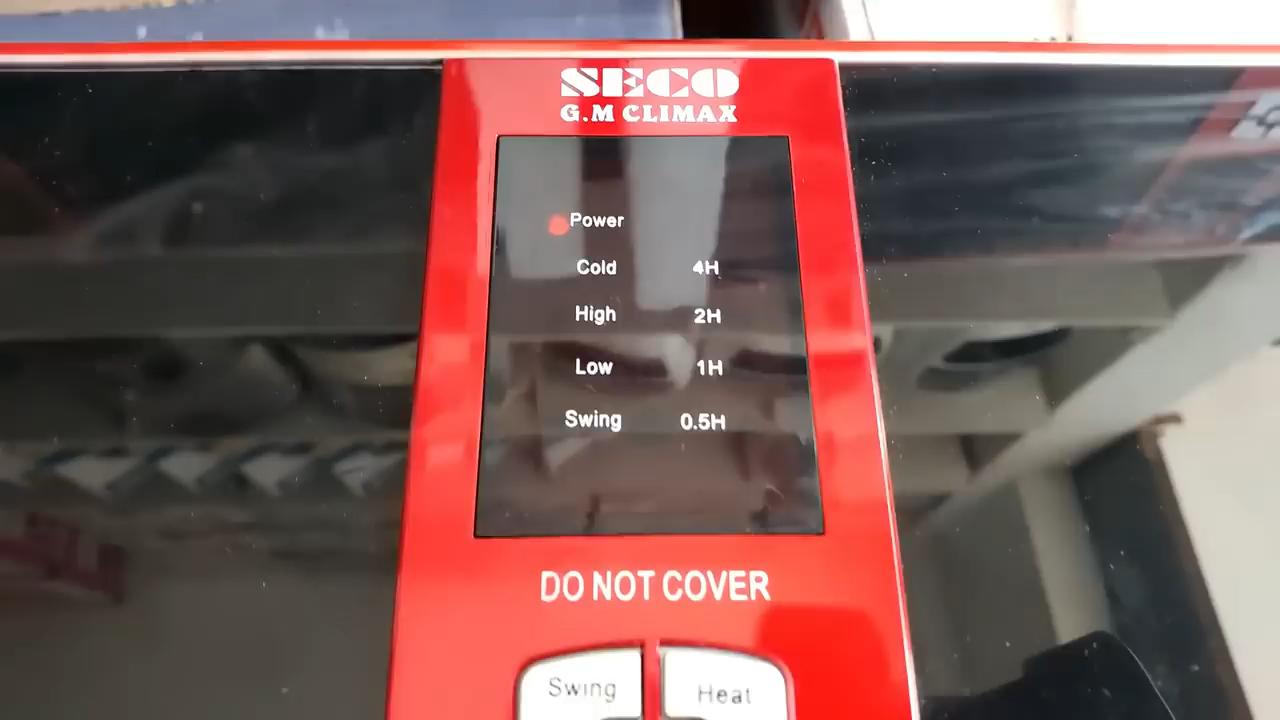 SECO
G.M CLIMAX
Power
Cold 4H
High 2H
Low 1H
Swing 0.5H
DO NOT COVER
Swing Heat